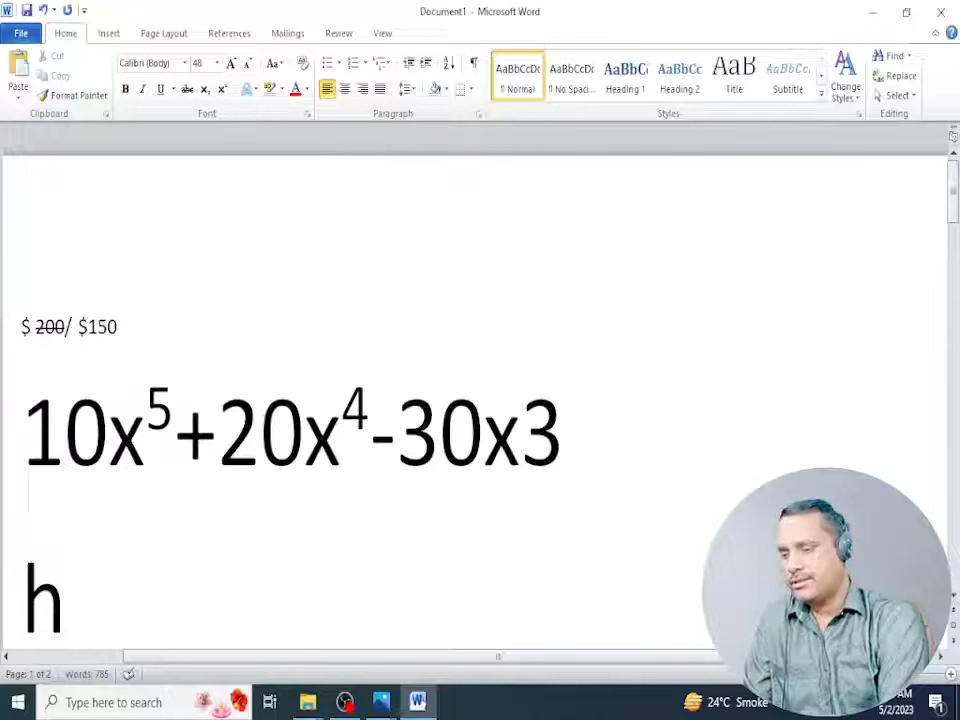 Document1 - Microsoft Word
File Home Insert Page Layout References Mailings Review View
Paste
Cut
Copy
Format Painter
Clipboard
Calibri (Body) 48
Font
Paragraph
AaBbCcDc AaBbCcDc AaBbC AaBbCc AaB AaBbCc.
¶ Normal ¶ No Spaci... Heading 1 Heading 2 Title Subtitle
Styles
Change Styles
Find
Replace
Select
Editing
$ 200/ $150
10x⁵+20x⁴-30x3
h
Page: 1 of 2 Words: 785
Type here to search
24°C Smoke
AM
5/2/2023